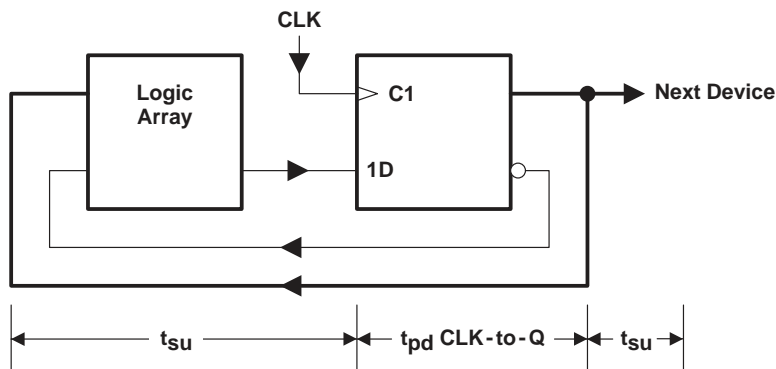 CLK
Logic
Array
C1
1D
Next Device
tsu
tpd CLK-to-Q
tsu